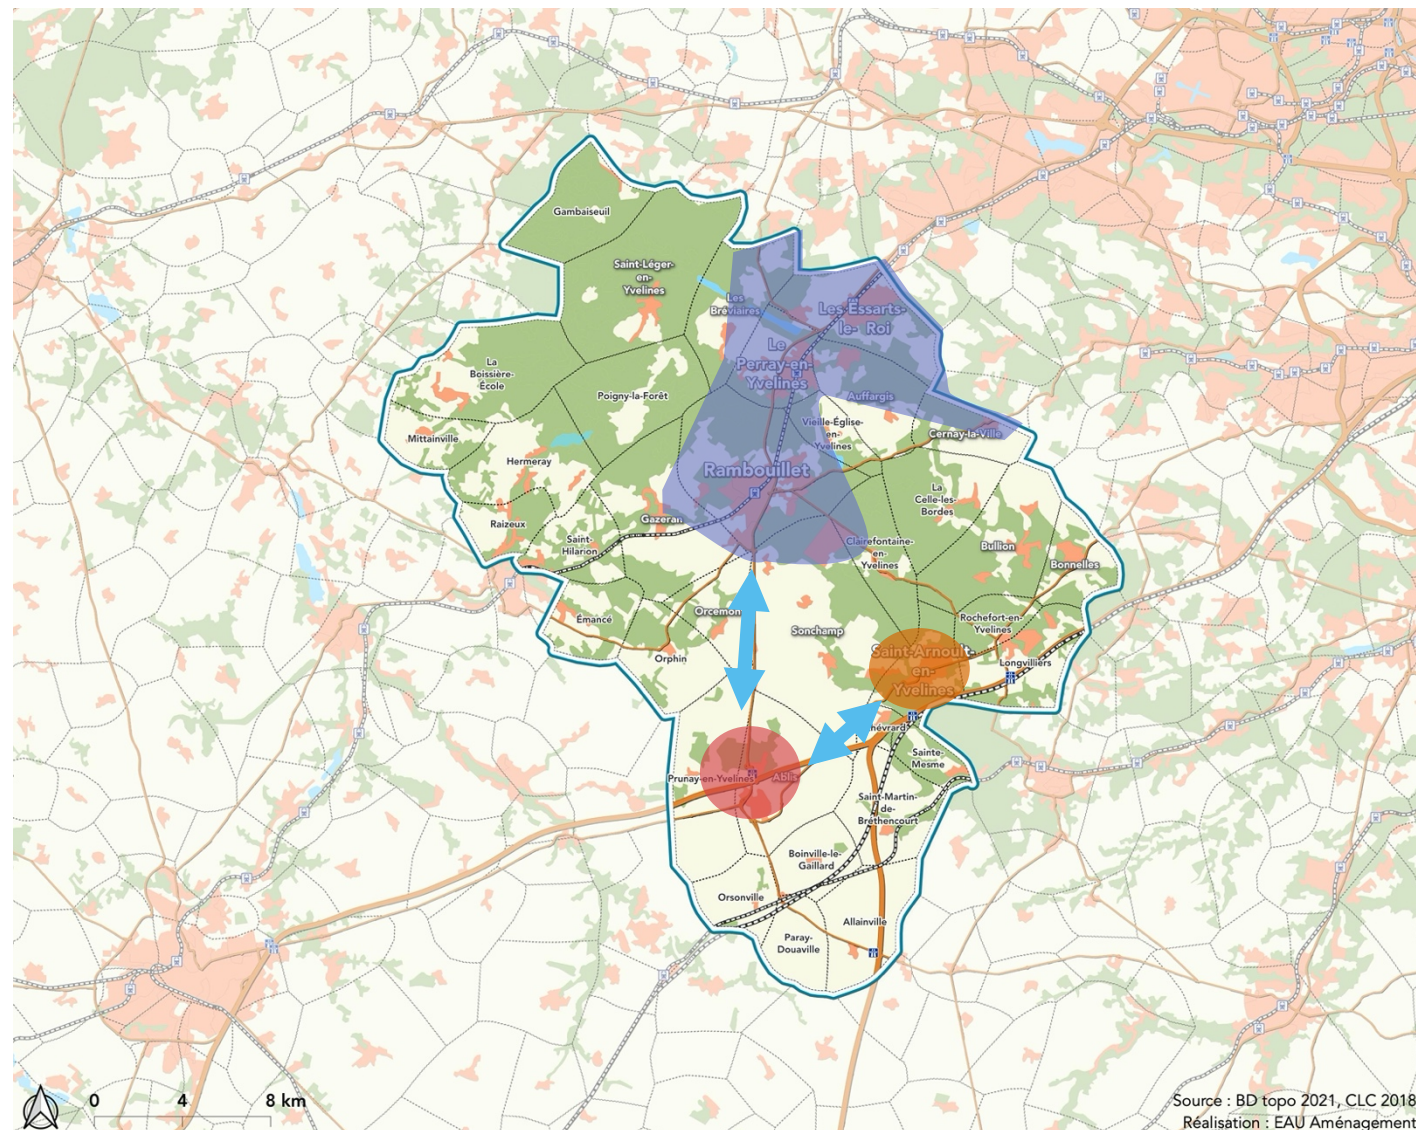 Gambaiseuil
Saint-Léger-
en-
Yvelines
Les
Bréviaires
Les Essarts-
le- Roi
Le
Perray-en-
Yvelines
La
Boissière-
École
Poigny-la-Forêt
Auffargis
Vieille-Église-
en-
Yvelines
Cernay-la-Ville
Mittainville
Hermeray
Rambouillet
La
Celle-les-
Bordes
Raizeux
Gazeran
Saint-
Hilarion
Clairefontaine-
en-
Yvelines
Bullion
Bonnelles
Émancé
Orcemon
Sonchamp
Rochefort-en-
Yvelines
Orphin
Saint-Arnoult-
en-
Yvelines
Longvilliers
hévrard
Sainte-
Mesme
Prunay-en-Yvelines
Ablis
Saint-Martin-
de-
Bréthencourt
Boinville-le-
Gaillard
Orsonville
Allainville
Paray-
Douaville
0 4 8 km
Source : BD topo 2021, CLC 2018
Réalisation : EAU Aménagement